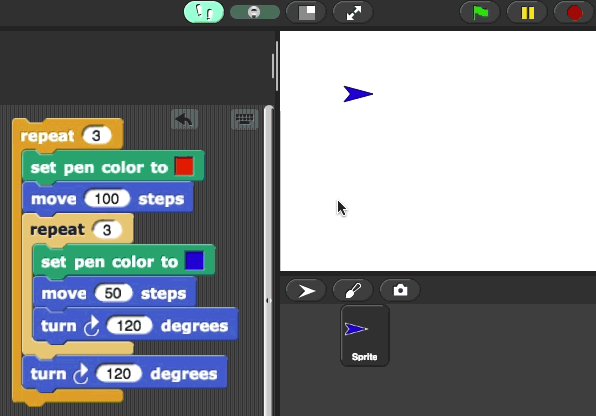 repeat 3
set pen color to
move 100 steps
repeat 3
set pen color to
move 50 steps
turn 120 degrees
turn 120 degrees
Sprite